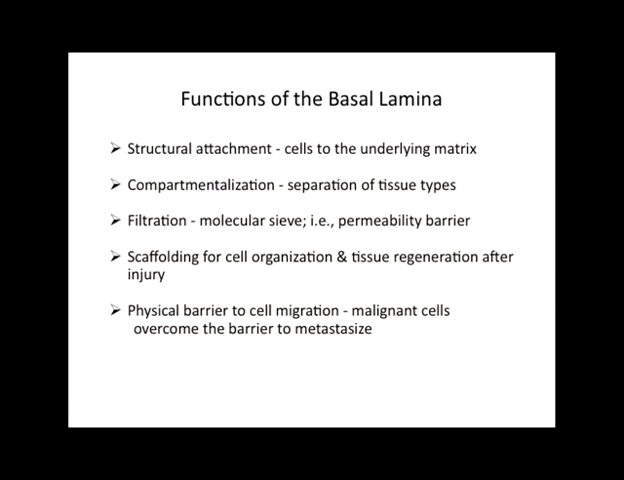 Functions of the Basal Lamina
➢ Structural attachment - cells to the underlying matrix
➢ Compartmentalization - separation of tissue types
➢ Filtration - molecular sieve; i.e., permeability barrier
➢ Scaffolding for cell organization & tissue regeneration after
injury
➢ Physical barrier to cell migration - malignant cells
overcome the barrier to metastasize